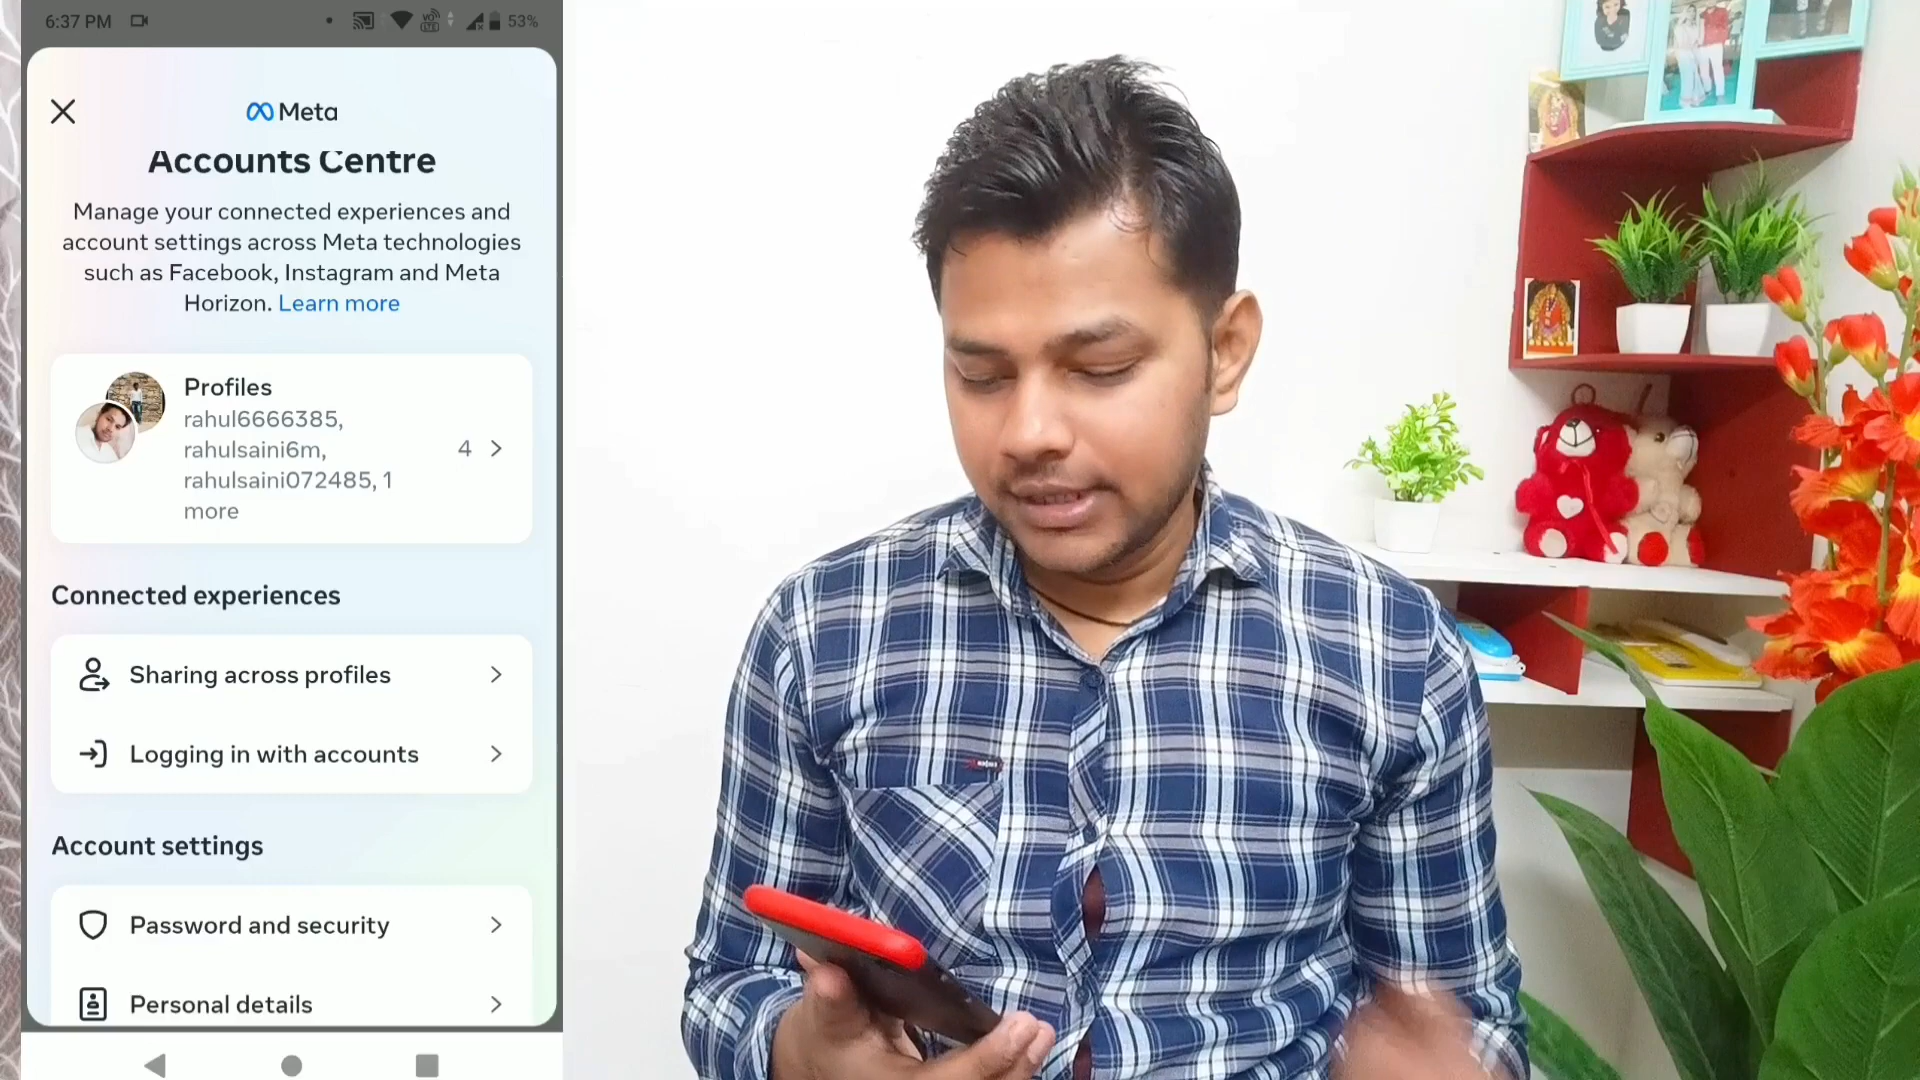 6:37 PM
53%
Meta
Accounts Centre
Manage your connected experiences and
account settings across Meta technologies
such as Facebook, Instagram and Meta
Horizon. Learn more
Profiles
rahul6666385,
rahulsaini6m,
rahulsaini072485, 1
more
4
Connected experiences
Sharing across profiles
Logging in with accounts
Account settings
Password and security
Personal details